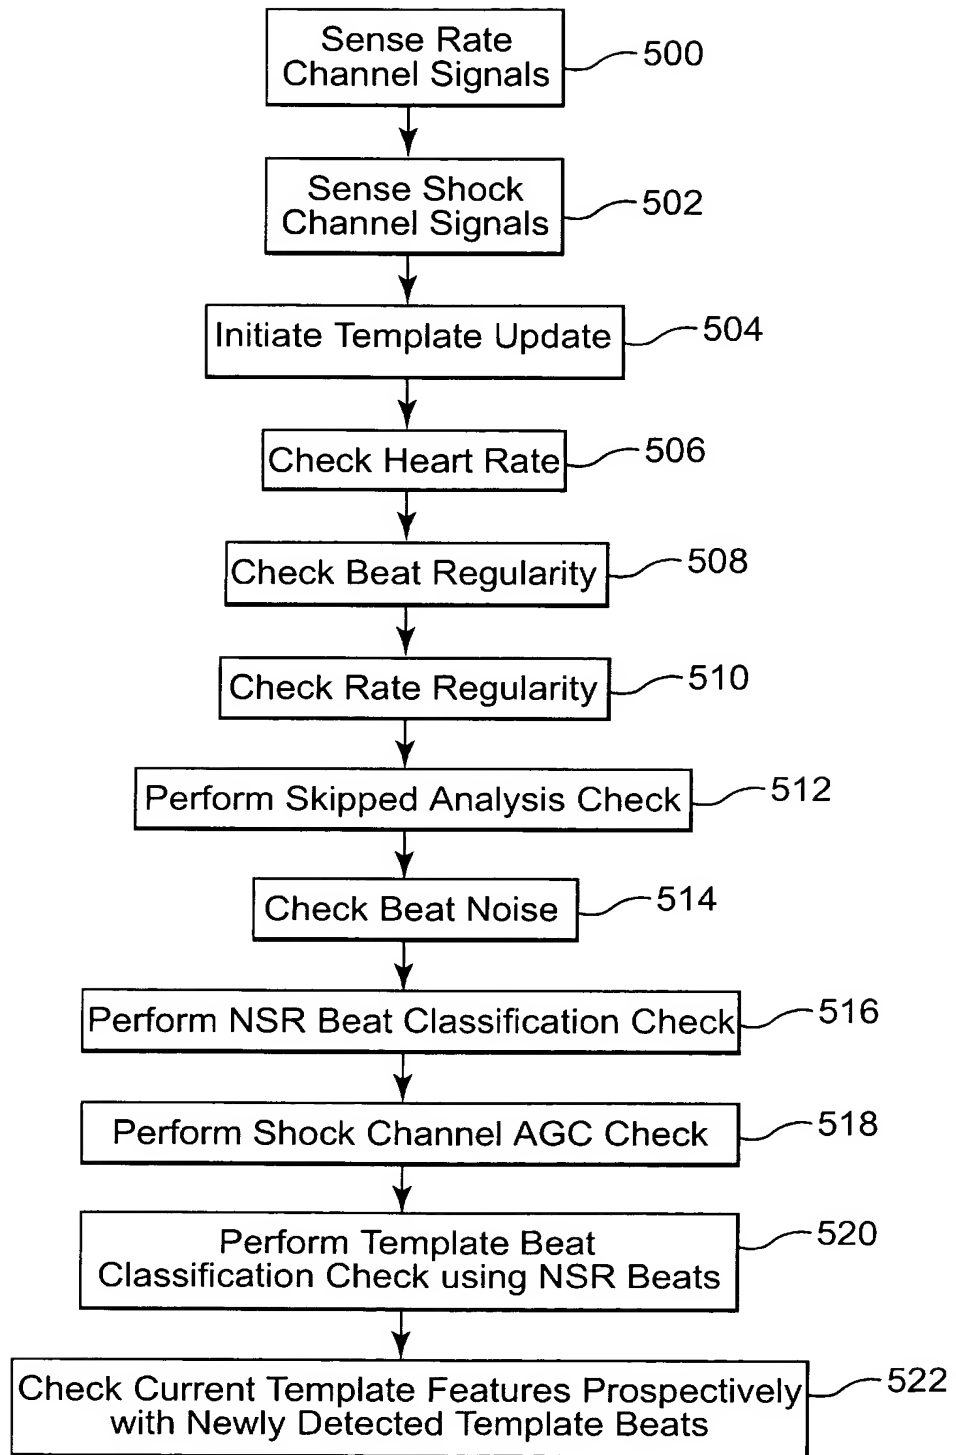 Sense Rate
Channel Signals
500
Sense Shock
Channel Signals
502
Initiate Template Update
504
Check Heart Rate
506
Check Beat Regularity
508
Check Rate Regularity
510
Perform Skipped Analysis Check
512
Check Beat Noise
514
Perform NSR Beat Classification Check
516
Perform Shock Channel AGC Check
518
Perform Template Beat
Classification Check using NSR Beats
520
Check Current Template Features Prospectively
with Newly Detected Template Beats
522